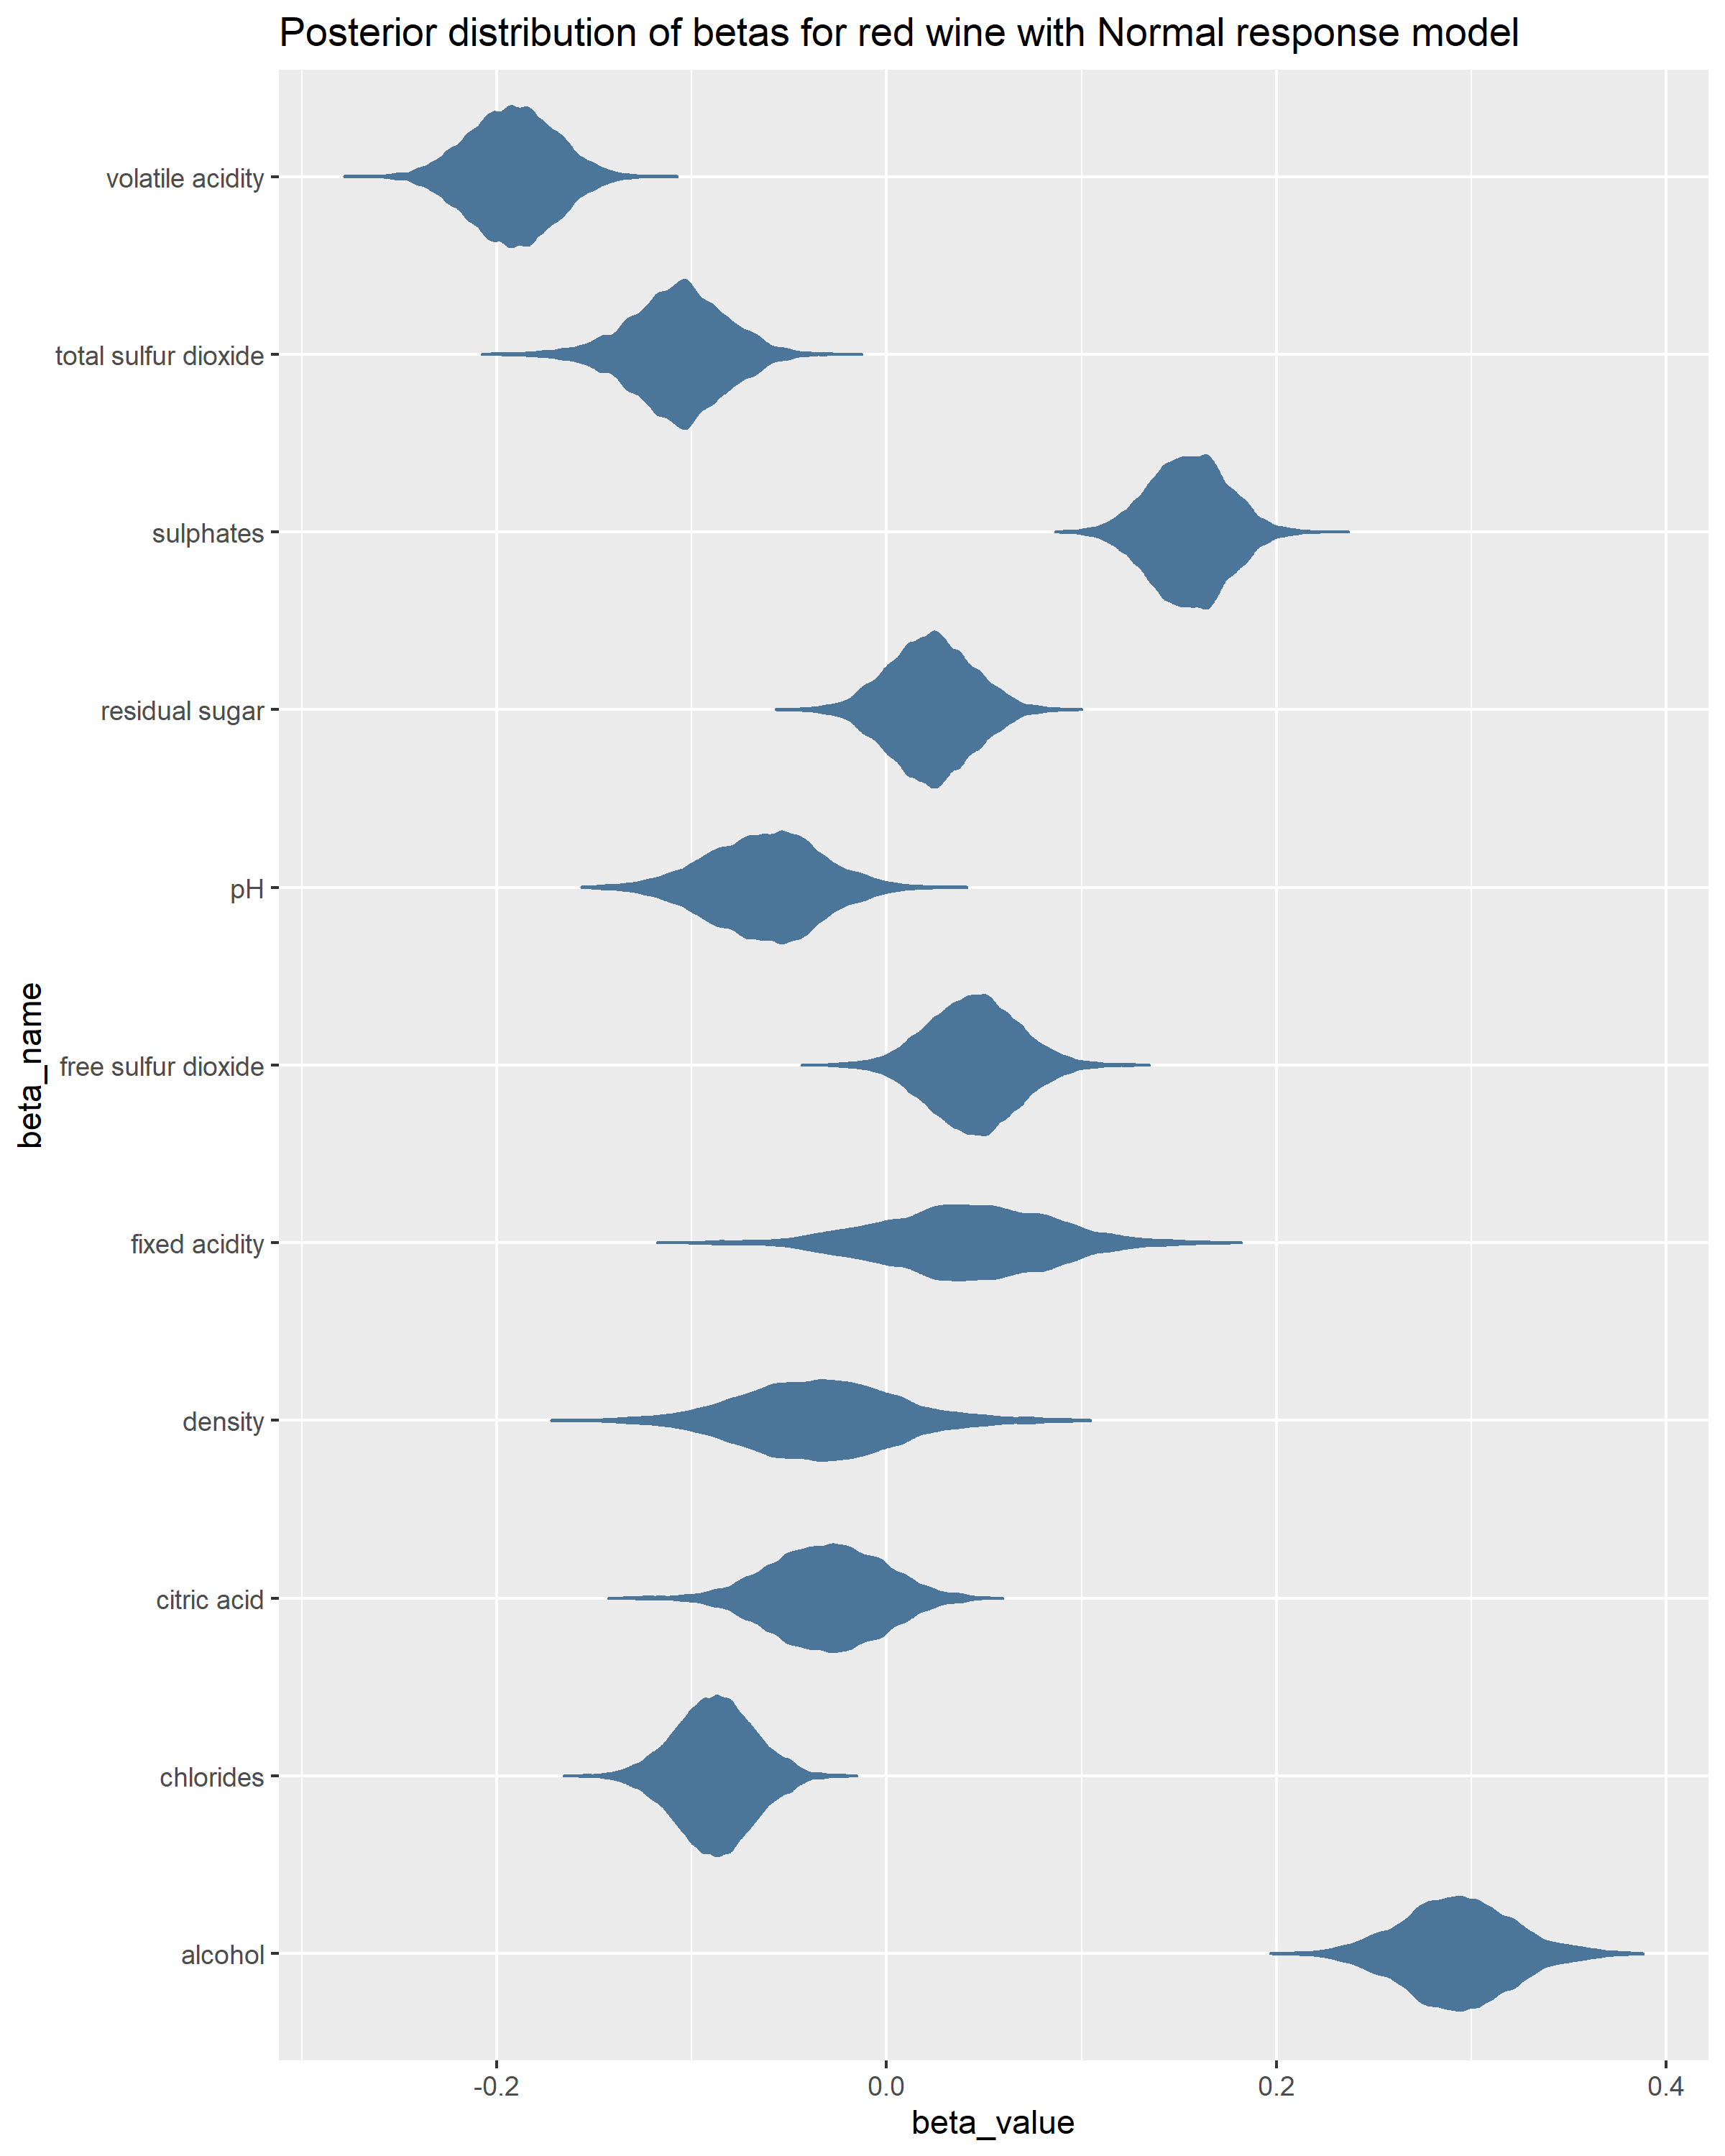 Posterior distribution of betas for red wine with Normal response model
volatile acidity
total sulfur dioxide
sulphates
residual sugar
pH
beta_name
free sulfur dioxide
fixed acidity
density
citric acid
chlorides
alcohol
-0.2 0.0 0.2 0.4
beta_value